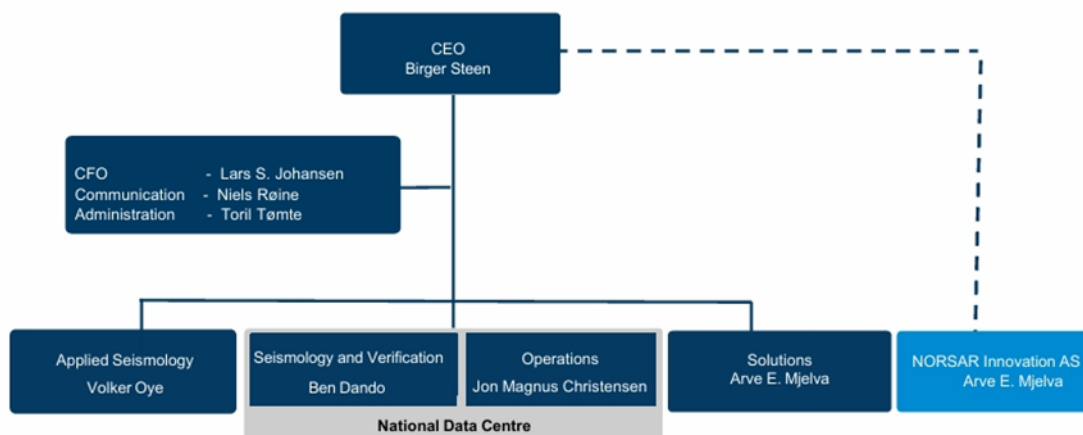 CEO
Birger Steen
CFO - Lars S. Johansen
Communication - Niels Røine
Administration - Toril Tømte
Applied Seismology
Volker Oye
Seismology and Verification
Ben Dando
Operations
Jon Magnus Christensen
National Data Centre
Solutions
Arve E. Mjelva
NORSAR Innovation AS
Arve E. Mjelva